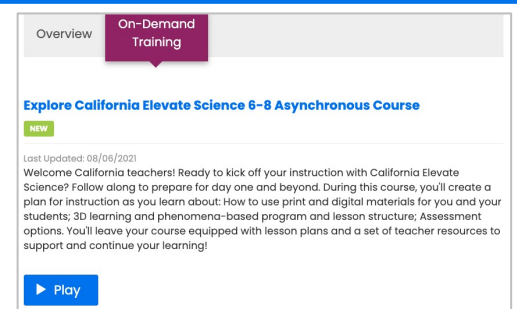 Overview
On-Demand
Training
Explore California Elevate Science 6-8 Asynchronous Course
NEW
Last Updated: 08/06/2021
Welcome California teachers! Ready to kick off your instruction with California Elevate
Science? Follow along to prepare for day one and beyond. During this course, you'll create a
plan for instruction as you learn about: How to use print and digital materials for you and your
students; 3D learning and phenomena-based program and lesson structure; Assessment
options. You'll leave your course equipped with lesson plans and a set of teacher resources to
support and continue your learning!
Play